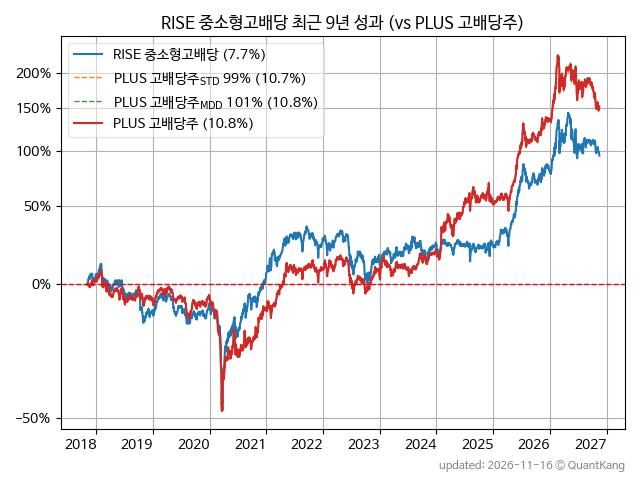 RISE 중소형고배당 최근 9년 성과 (vs PLUS 고배당주)
RISE 중소형고배당 (7.7%)
PLUS 고배당주STD 99% (10.7%)
PLUS 고배당주MDD 101% (10.8%)
PLUS 고배당주 (10.8%)
200%
150%
100%
50%
0%
−50%
2018 2019 2020 2021 2022 2023 2024 2025 2026 2027
updated: 2026-11-16 © QuantKang